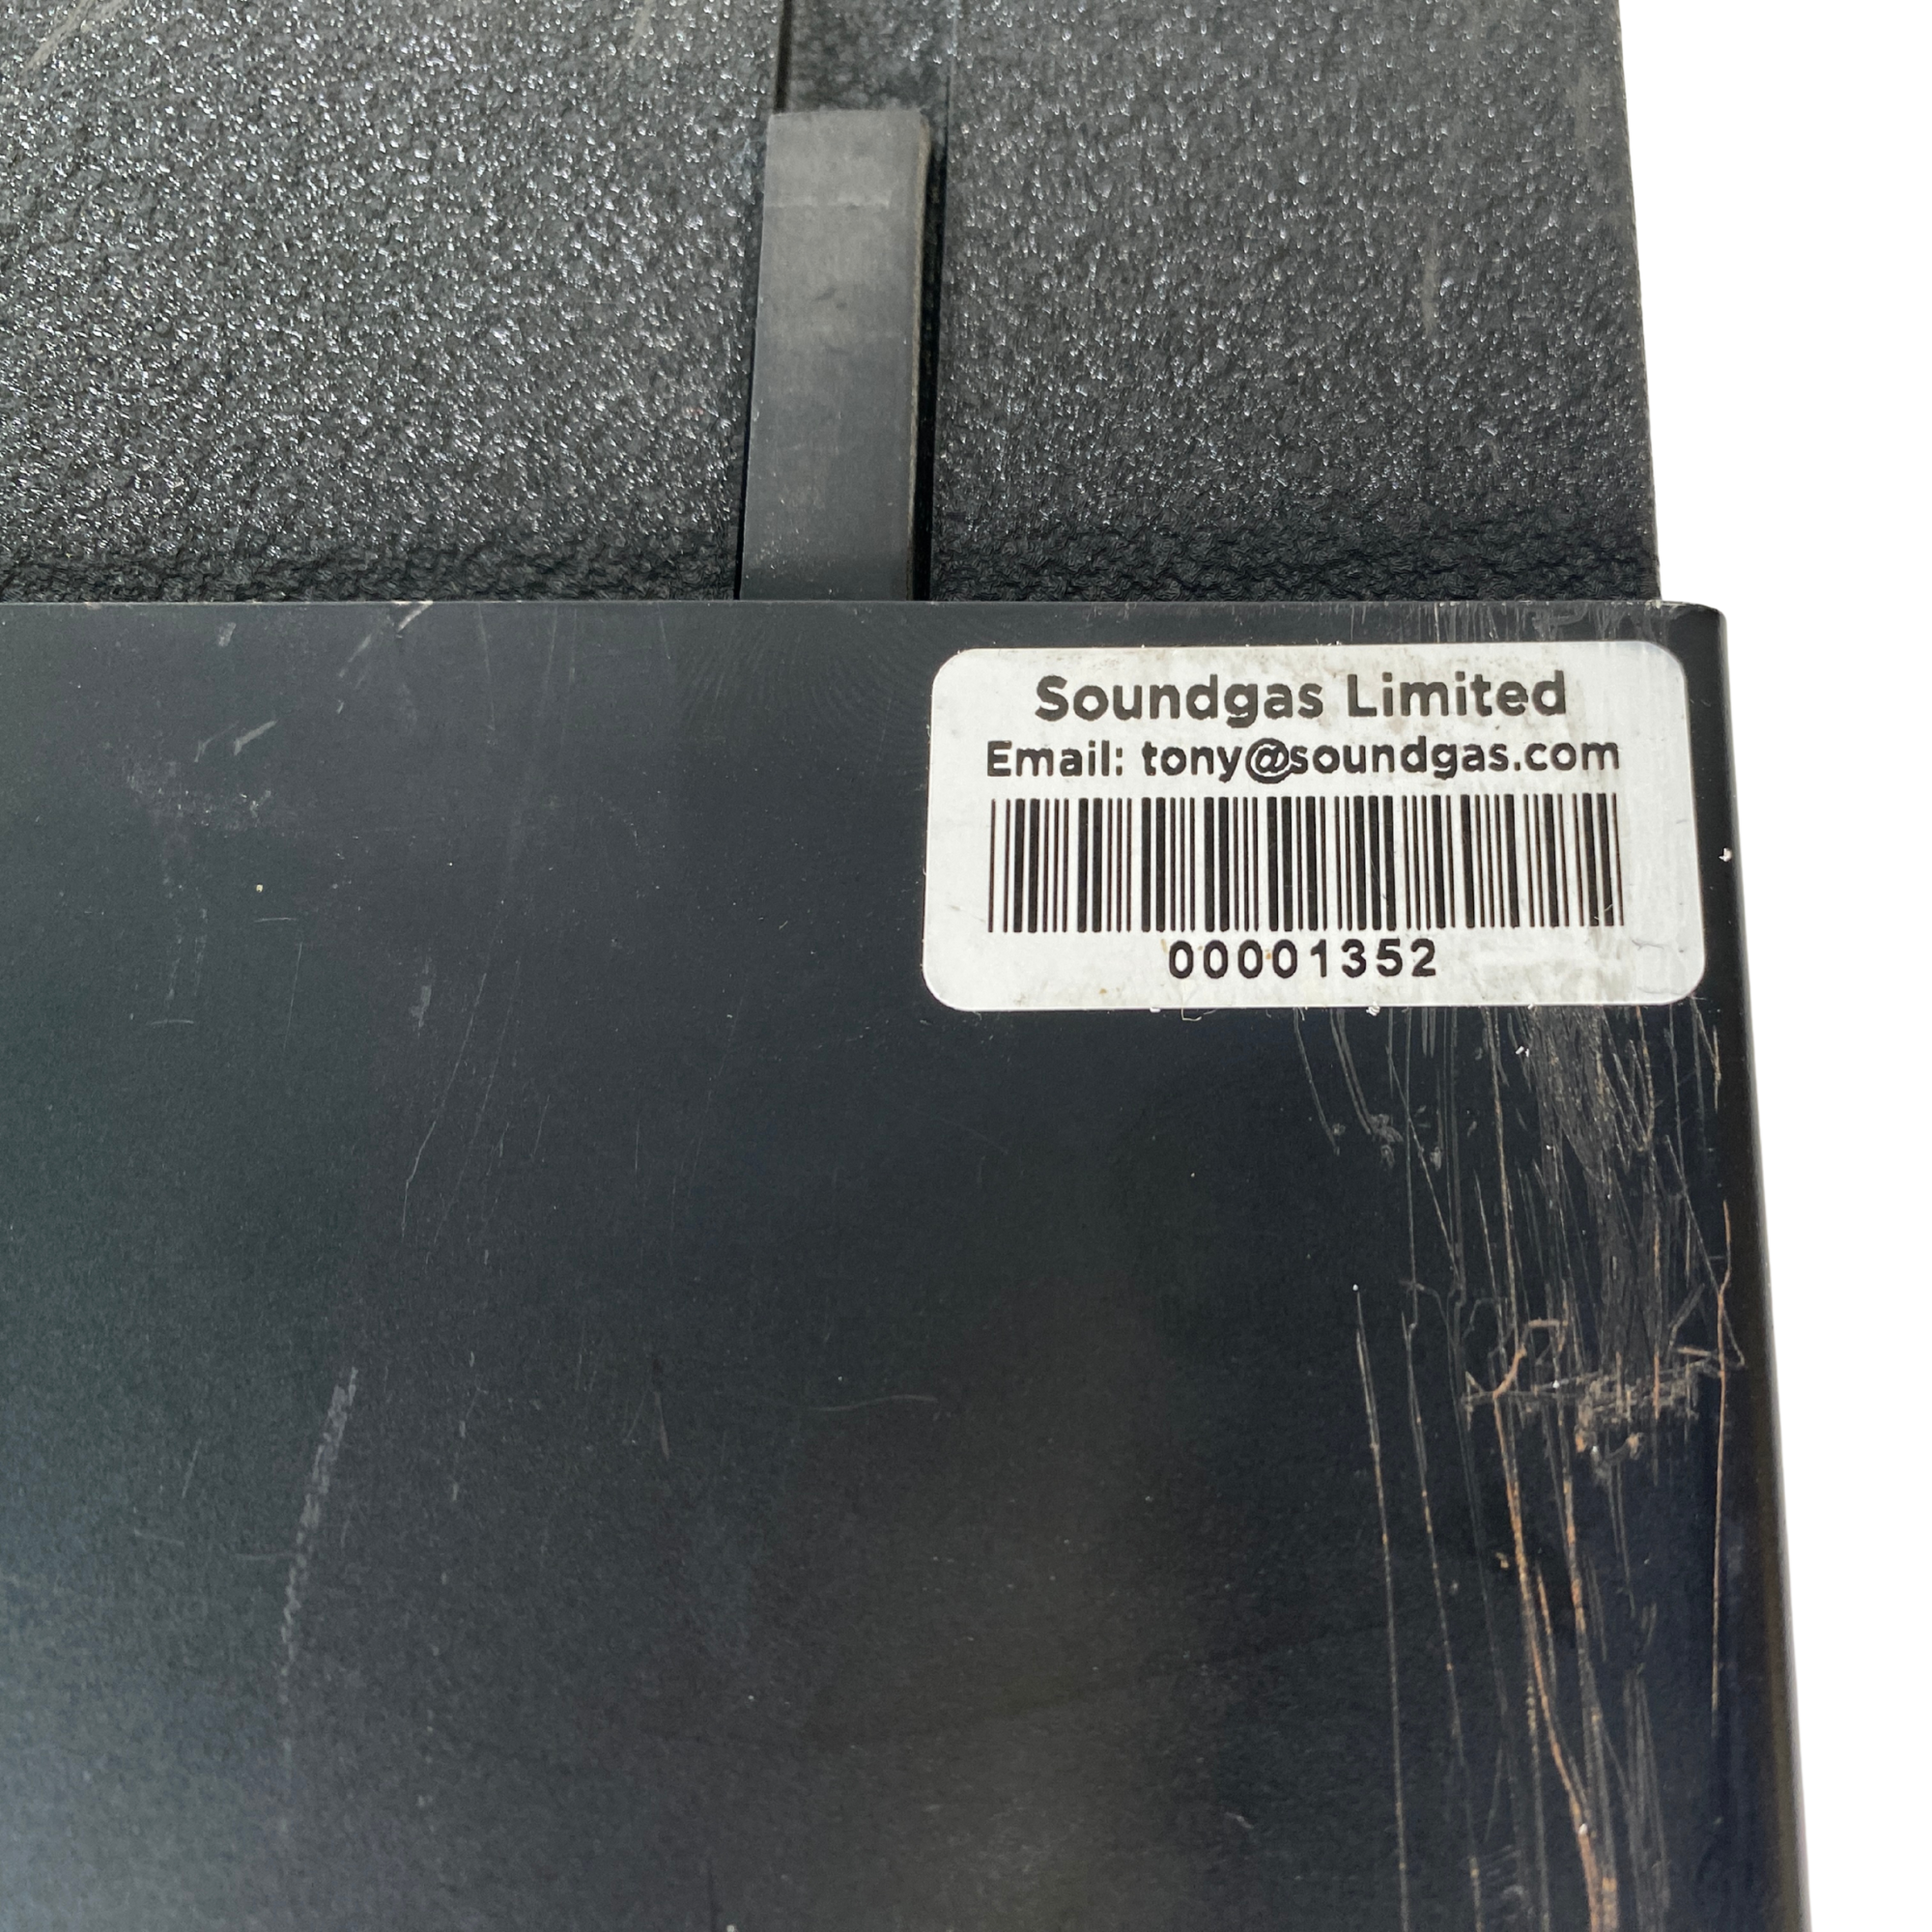 Soundgas Limited
Email: tony@soundgas.com
00001352